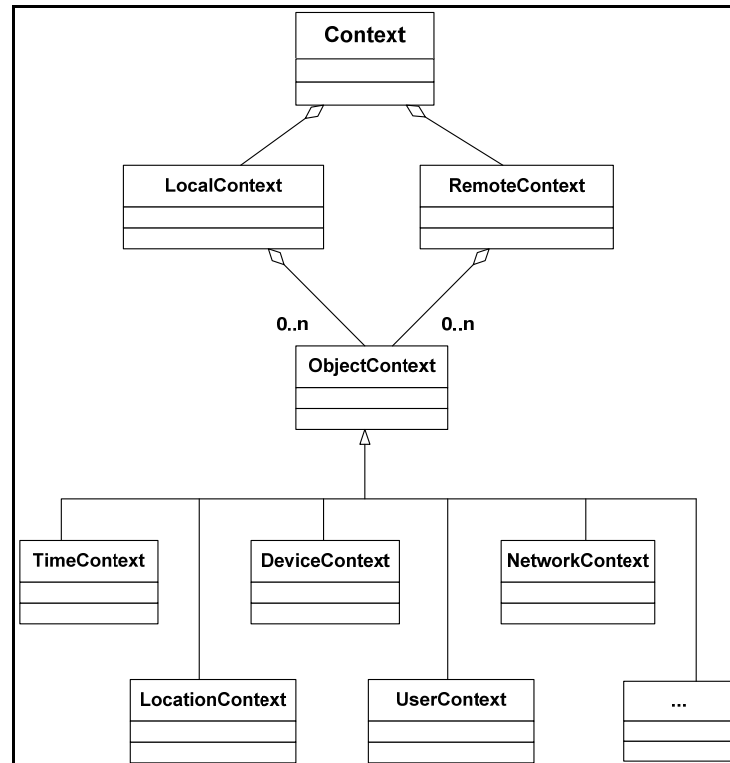 Context
LocalContext
RemoteContext
0..n
0..n
ObjectContext
TimeContext
DeviceContext
NetworkContext
LocationContext
UserContext
...